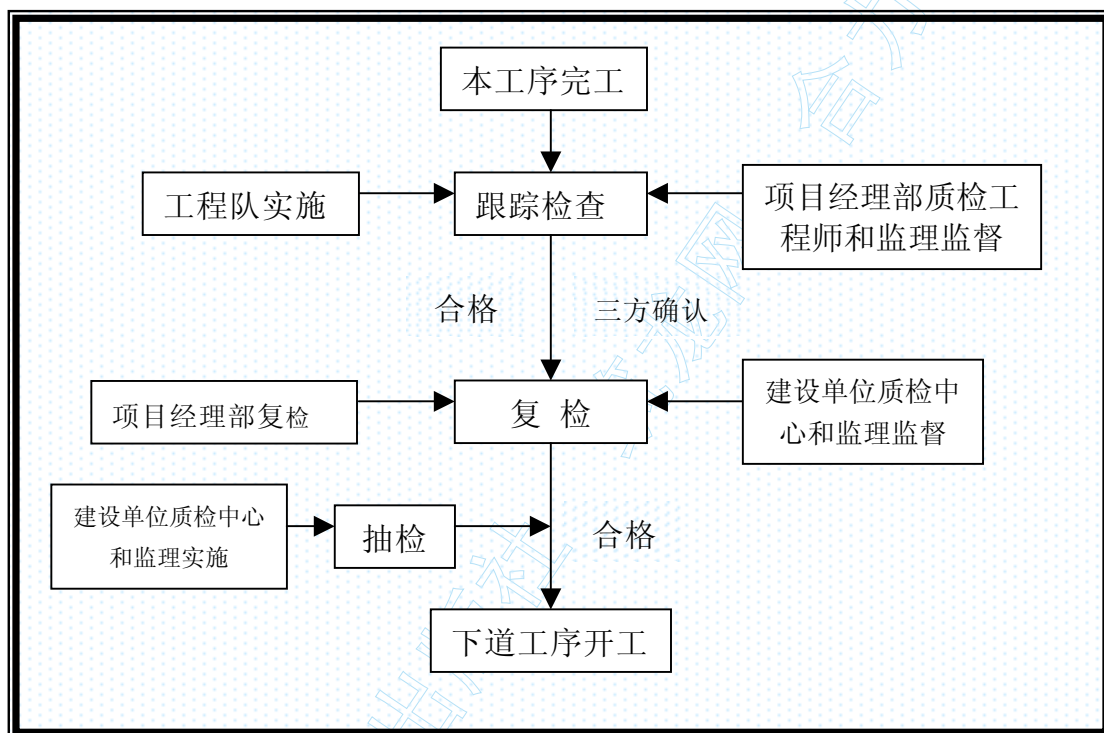 本工序完工
工程队实施
跟踪检查
项目经理部质检工
程师和监理监督
合格
三方确认
项目经理部复检
复 检
建设单位质检中
心和监理监督
建设单位质检中心
和监理实施
抽检
合格
下道工序开工